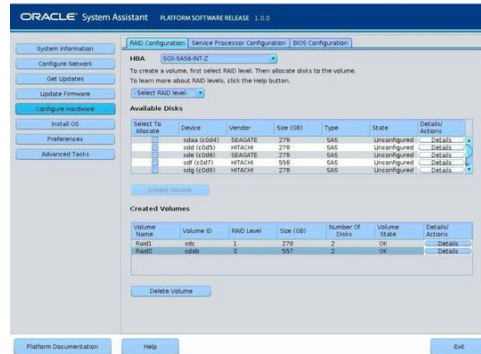 ORACLE System Assistant PLATFORM SOFTWARE RELEASE 1.0.0
System Information
Configure Network
Get Updates
Update Firmware
Configure Hardware
Install OS
Preferences
Advanced Tasks
RAID Configuration Service Processor Configuration BIOS Configuration
HBA SGX-SAS6-INT-Z
To create a volume, first select RAID level. Then allocate disks to the volume.
To learn more about RAID levels, click the Help button.
- Select RAID level-
Available Disks
Select To Allocate Device Vendor Size (GB) Type State Details/ Actions
sdaa (c0d4) SEAGATE 279 SAS Unconfigured Details
sdd (c0d5) HITACHI 279 SAS Unconfigured Details
sde (c0d6) SEAGATE 279 SAS Unconfigured Details
sdf (c0d7) HITACHI 559 SAS Unconfigured Details
sdg (c0d8) HITACHI 279 SAS Unconfigured Details
Create Volume
Created Volumes
Volume Name Volume ID RAID Level Size (GB) Number Of Disks Volume State Details/ Actions
Raid1 sdc 1 278 2 OK Details
Raid0 sdab 0 557 2 OK Details
Delete Volume
Platform Documentation
Help
Exit